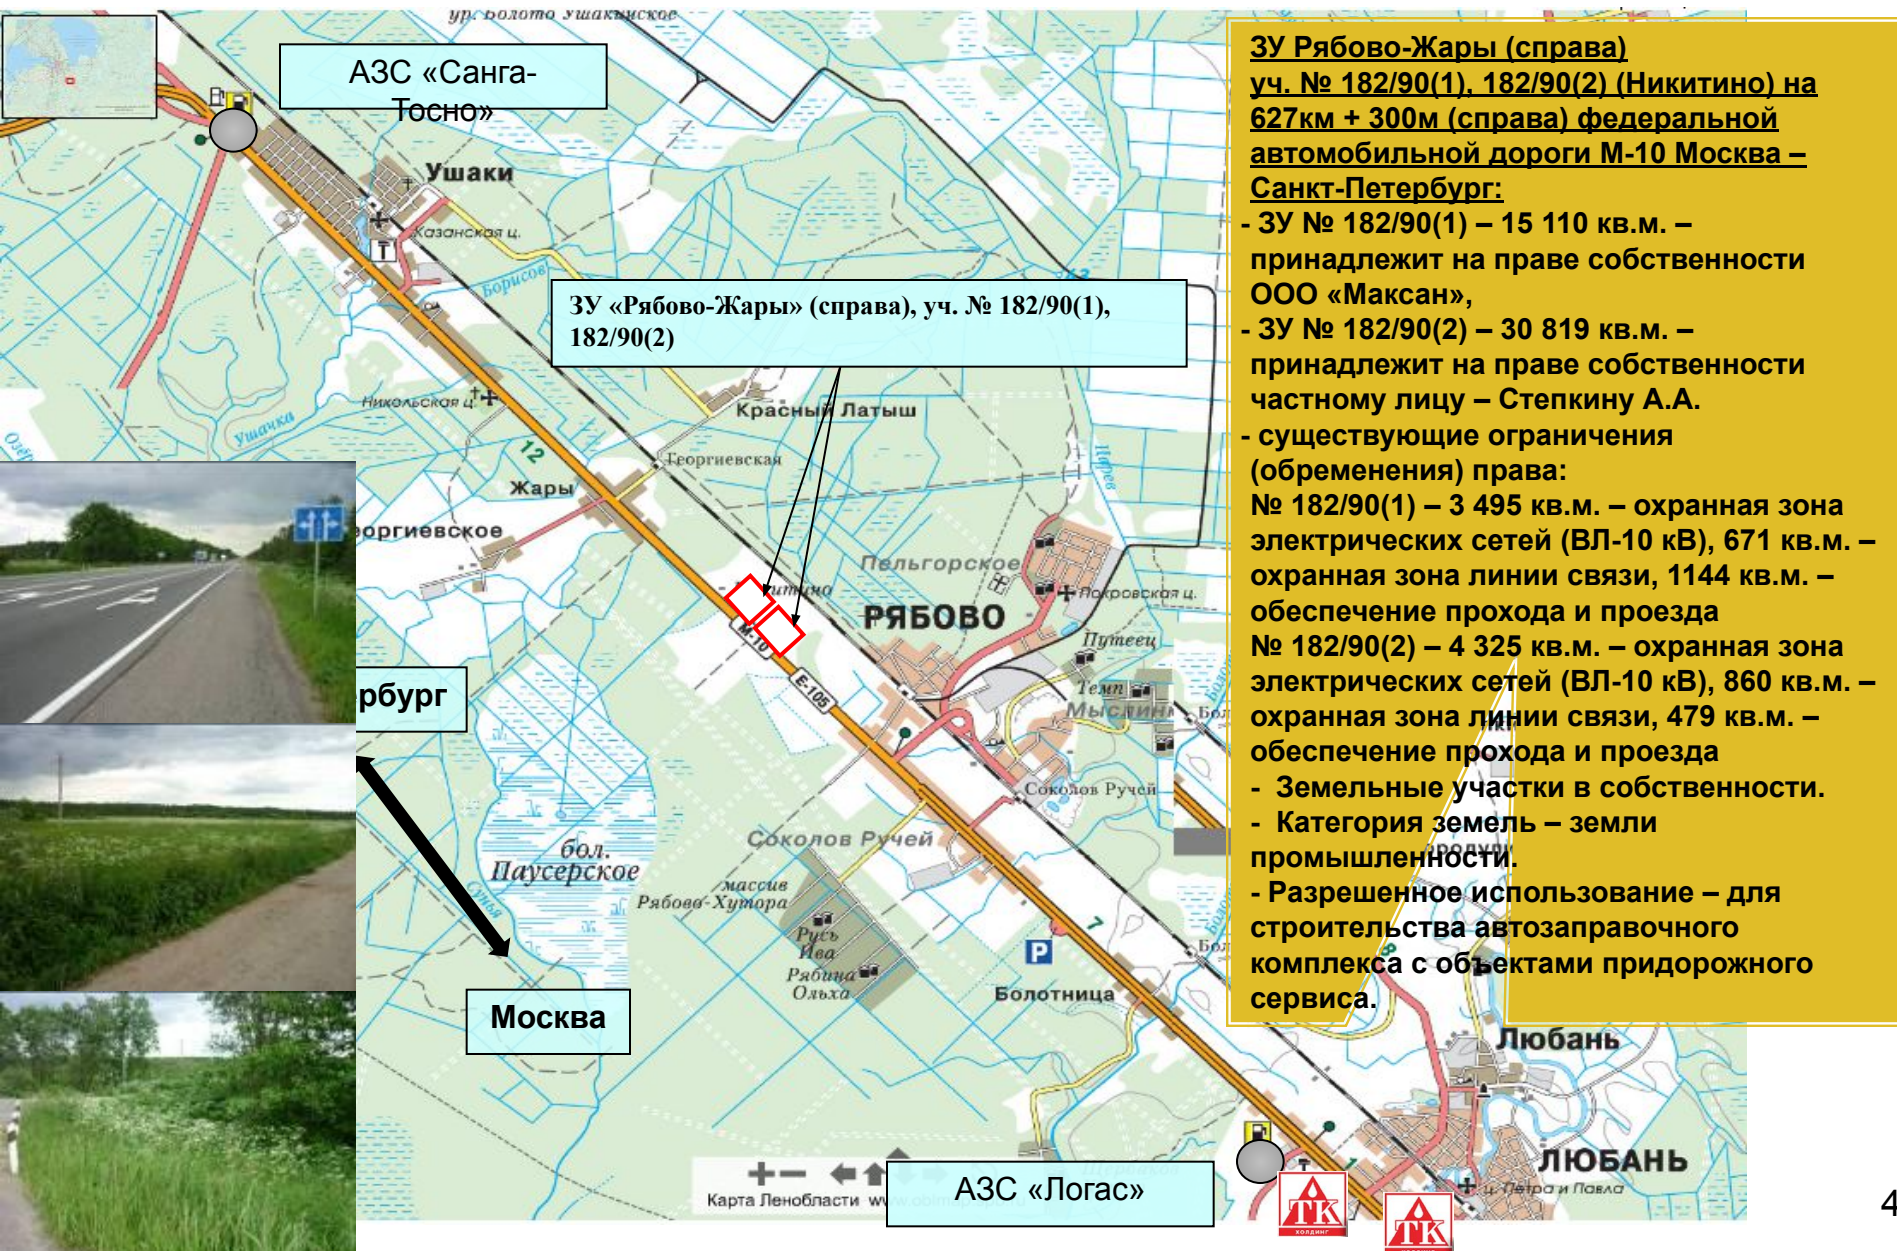 ур. Болото Ушакинское
АЗС «Санга-
Тосно»
Ушаки
Казанская ц.
Борисов
ЗУ «Рябово-Жары» (справа), уч. № 182/90(1),
182/90(2)
Никольская ц.
Ушачка
Красный Латыш
12
Георгиевская
Жары
оргиевское
Пельгорское
Покровская ц.
РЯБОВО
Путеец
М-10
Е-105
Темп
рбург
Соколов Ручей
Соколов Ручей
бол.
Паусерское
массив
Рябово-Хутора
Русь
Ива
Рябина
Ольха
7
P
Болотница
Москва
Любань
ЛЮБАНЬ
ц. Петра и Павла
Карта Ленобласти
АЗС «Логас»
ТК
ХОЛДИНГ
ТК
ЗУ Рябово-Жары (справа)
уч. № 182/90(1), 182/90(2) (Никитино) на
627км + 300м (справа) федеральной
автомобильной дороги М-10 Москва –
Санкт-Петербург:
- ЗУ № 182/90(1) – 15 110 кв.м. –
принадлежит на праве собственности
ООО «Максан»,
- ЗУ № 182/90(2) – 30 819 кв.м. –
принадлежит на праве собственности
частному лицу – Степкину А.А.
- существующие ограничения
(обременения) права:
№ 182/90(1) – 3 495 кв.м. – охранная зона
электрических сетей (ВЛ-10 кВ), 671 кв.м. –
охранная зона линии связи, 1144 кв.м. –
обеспечение прохода и проезда
№ 182/90(2) – 4 325 кв.м. – охранная зона
электрических сетей (ВЛ-10 кВ), 860 кв.м. –
охранная зона линии связи, 479 кв.м. –
обеспечение прохода и проезда
- Земельные участки в собственности.
- Категория земель – земли
промышленности.
- Разрешенное использование – для
строительства автозаправочного
комплекса с объектами придорожного
сервиса.
4